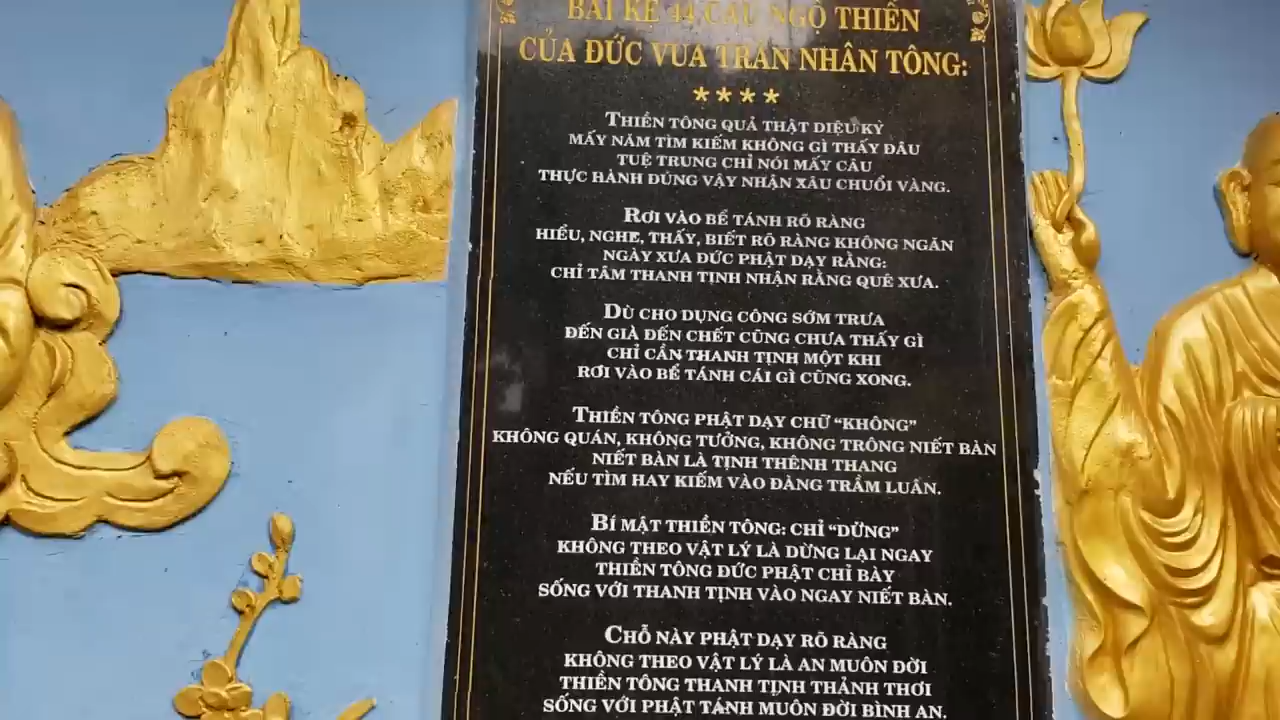 BÀI KỆ 44 CÂU NGỘ THIỀN
CỦA ĐỨC VUA TRẦN NHÂN TÔNG:
****
THIỀN TÔNG QUẢ THẬT DIỆU KỲ
MẤY NĂM TÌM KIẾM KHÔNG GÌ THẤY ĐÂU
TUỆ TRUNG CHỈ NÓI MẤY CÂU
THỰC HÀNH ĐÚNG VẬY NHẬN XÂU CHUỔI VÀNG.
RƠI VÀO BỂ TÁNH RÕ RÀNG
HIỂU, NGHE, THẤY, BIẾT RÕ RÀNG KHÔNG NGĂN
NGÀY XƯA ĐỨC PHẬT DẠY RẰNG:
CHỈ TÂM THANH TỊNH NHẬN RẰNG QUÊ XƯA.
DÙ CHO DỤNG CÔNG SỚM TRƯA
ĐẾN GIÀ ĐẾN CHẾT CŨNG CHƯA THẤY GÌ
CHỈ CẦN THANH TỊNH MỘT KHI
RƠI VÀO BỂ TÁNH CÁI GÌ CŨNG XONG.
THIỀN TÔNG PHẬT DẠY CHỮ “KHÔNG”
KHÔNG QUÁN, KHÔNG TƯỞNG, KHÔNG TRÔNG NIẾT BÀN
NIẾT BÀN LÀ TỊNH THÊNH THANG
NẾU TÌM HAY KIẾM VÀO ĐÀNG TRẦM LUÂN.
BÍ MẬT THIỀN TÔNG: CHỈ “DỪNG”
KHÔNG THEO VẬT LÝ LÀ DỪNG LẠI NGAY
THIỀN TÔNG ĐỨC PHẬT CHỈ BÀY
SỐNG VỚI THANH TỊNH VÀO NGAY NIẾT BÀN.
CHỖ NÀY PHẬT DẠY RÕ RÀNG
KHÔNG THEO VẬT LÝ LÀ AN MUÔN ĐỜI
THIỀN TÔNG THANH TỊNH THẢNH THƠI
SỐNG VỚI PHẬT TÁNH MUÔN ĐỜI BÌNH AN.